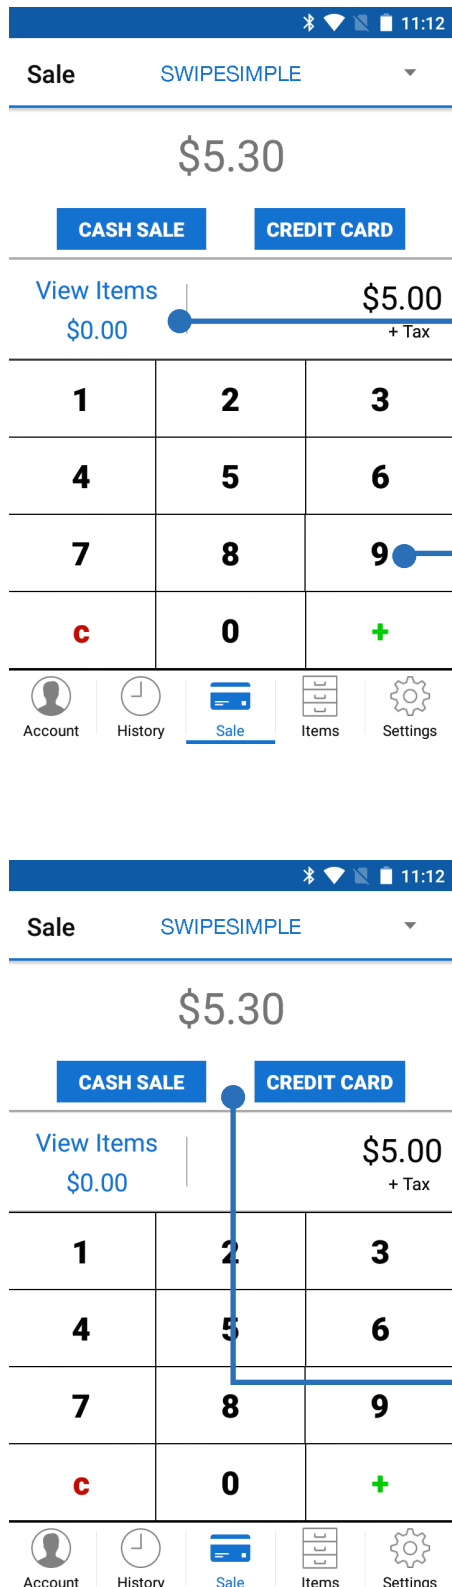 11:12
Sale SWIPESIMPLE
$5.30
CASH SALE CREDIT CARD
View Items $5.00
$0.00 + Tax
1 2 3
4 5 6
7 8 9
c 0 +
Account History Sale Items Settings
11:12
Sale SWIPESIMPLE
$5.30
CASH SALE CREDIT CARD
View Items $5.00
$0.00 + Tax
1 2 3
4 5 6
7 8 9
c 0 +
Account History Sale Items Settings